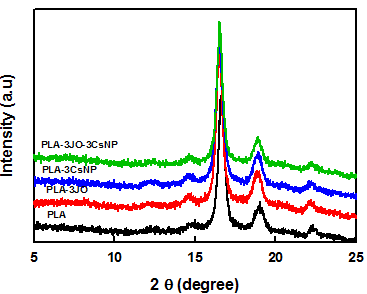 Intensity (a.u)
PLA-3JO-3CsNP
PLA-3CsNP
PLA-3JO
PLA
5 10 15 20 25
2 θ (degree)